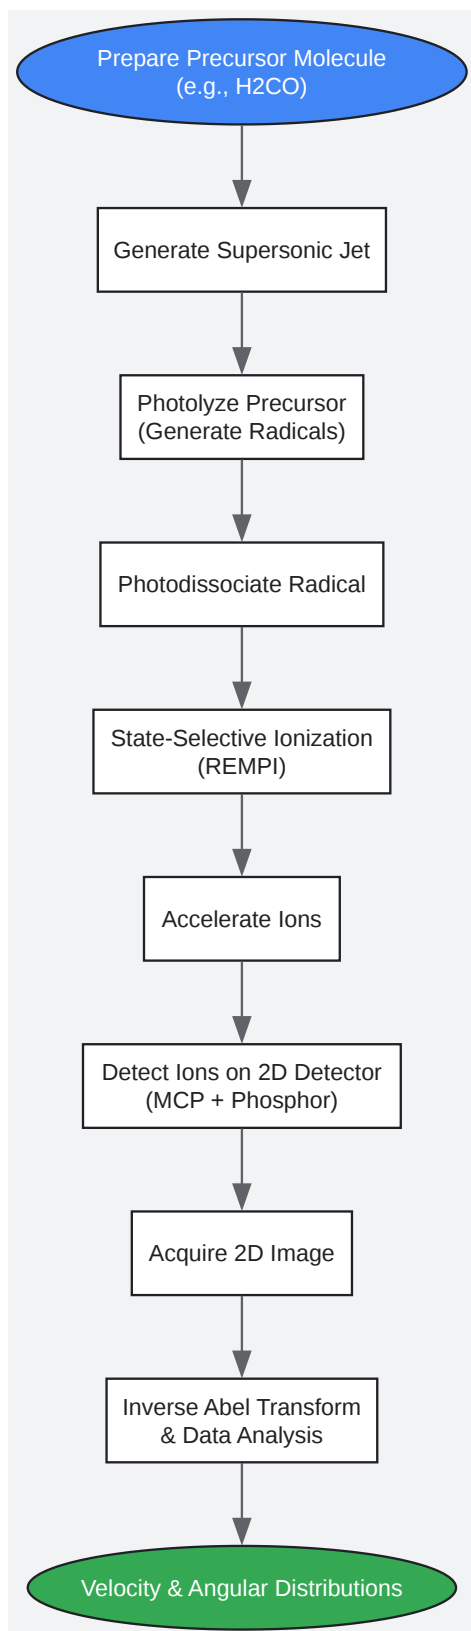 Prepare Precursor Molecule
(e.g., H2CO)
Generate Supersonic Jet
Photolyze Precursor
(Generate Radicals)
Photodissociate Radical
State-Selective Ionization
(REMPI)
Accelerate Ions
Detect Ions on 2D Detector
(MCP + Phosphor)
Acquire 2D Image
Inverse Abel Transform
& Data Analysis
Velocity & Angular Distributions